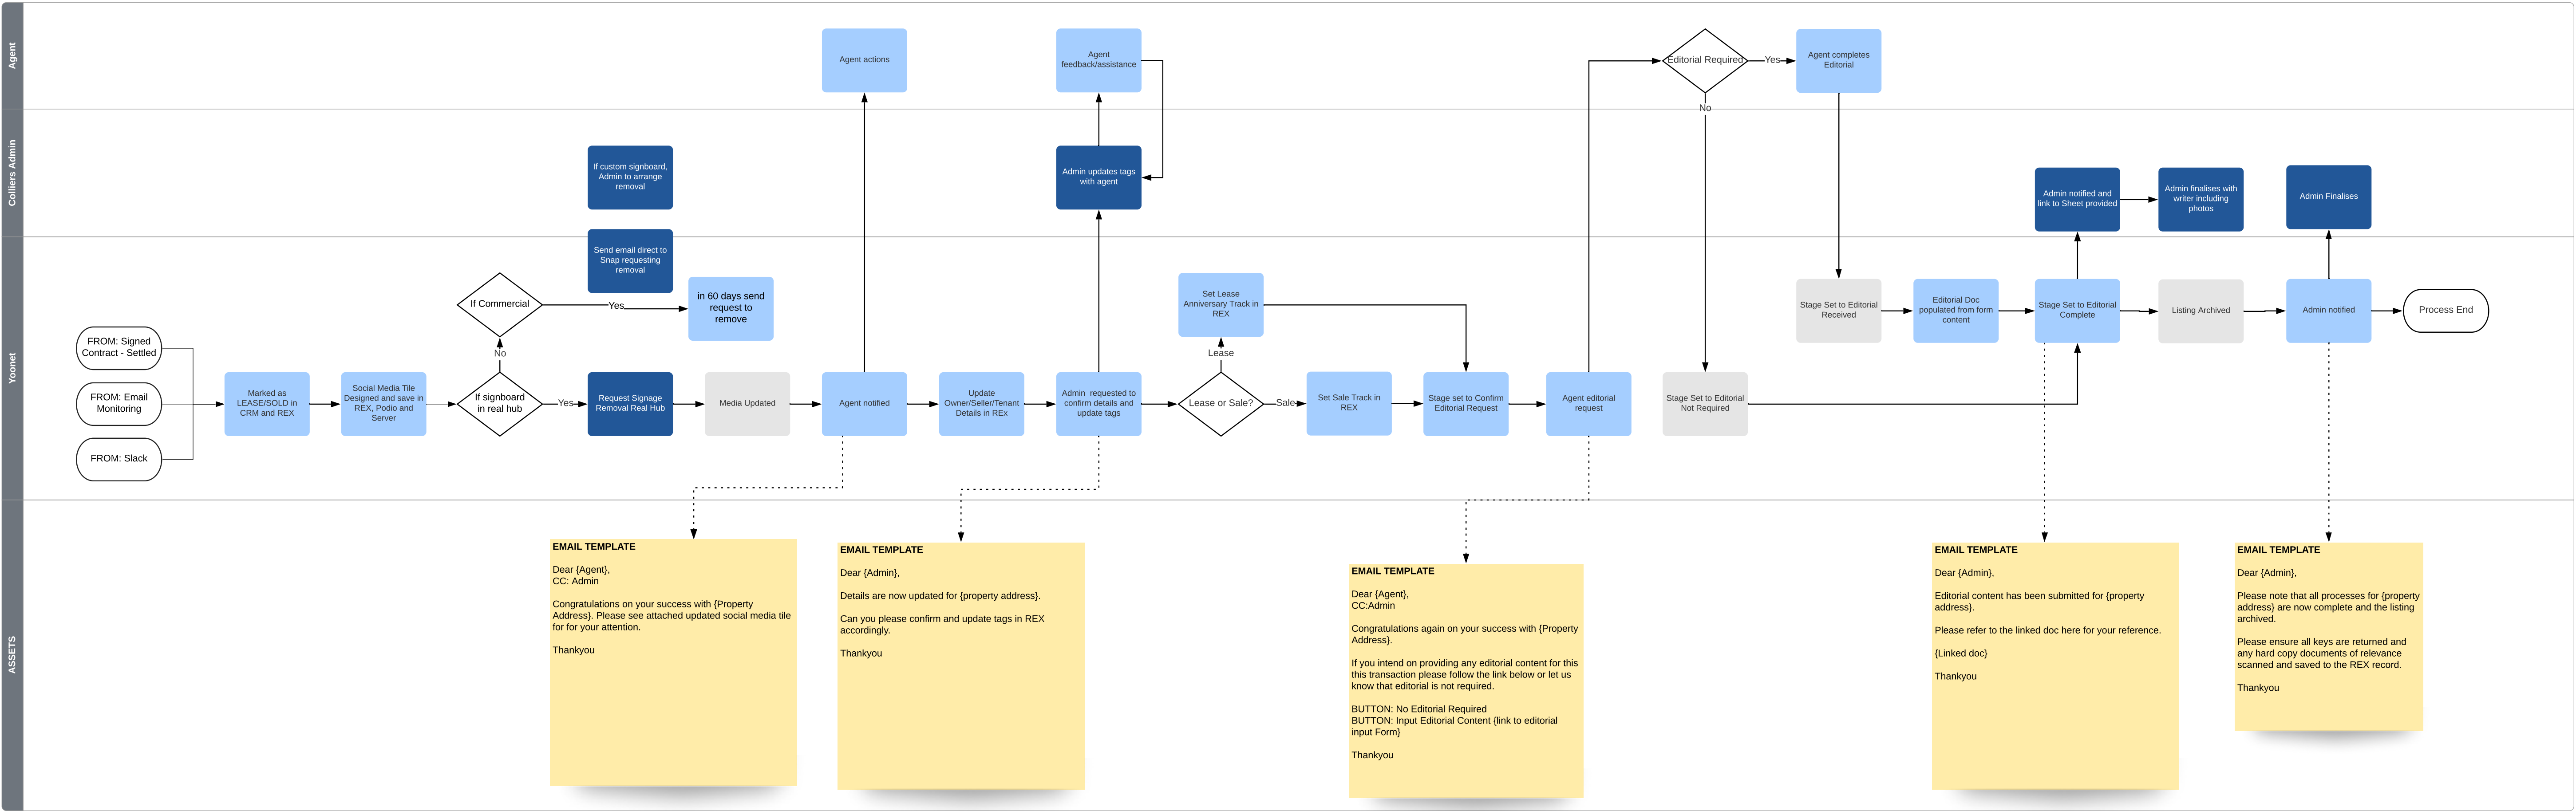 Agent
Agent actions
Agent
feedback/assistance
Editorial Required
Yes
Agent completes
Editorial
No
Colliers Admin
If custom signboard,
Admin to arrange
removal
Admin updates tags
with agent
Admin notified and
link to Sheet provided
Admin finalises with
writer including
photos
Admin Finalises
Yoonet
FROM: Signed
Contract - Settled
FROM: Email
Monitoring
FROM: Slack
Marked as
LEASE/SOLD in
CRM and REX
Social Media Tile
Designed and save in
REX, Podio and
Server
If signboard
in real hub
No
If Commercial
Yes
Send email direct to
Snap requesting
removal
in 60 days send
request to
remove
Yes
Request Signage
Removal Real Hub
Media Updated
Agent notified
Update
Owner/Seller/Tenant
Details in REx
Admin  requested to
confirm details and
update tags
Lease or Sale?
Lease
Set Lease
Anniversary Track in
REX
Sale
Set Sale Track in
REX
Stage set to Confirm
Editorial Request
Agent editorial
request
Stage Set to Editorial
Not Required
Stage Set to Editorial
Received
Editorial Doc
populated from form
content
Stage Set to Editorial
Complete
Listing Archived
Admin notified
Process End
ASSETS
EMAIL TEMPLATE
Dear {Agent},
CC: Admin
Congratulations on your success with {Property
Address}. Please see attached updated social media tile
for for your attention.
Thankyou
EMAIL TEMPLATE
Dear {Admin},
Details are now updated for {property address}.
Can you please confirm and update tags in REX
accordingly.
Thankyou
EMAIL TEMPLATE
Dear {Agent},
CC:Admin
Congratulations again on your success with {Property
Address}.
If you intend on providing any editorial content for this
this transaction please follow the link below or let us
know that editorial is not required.
BUTTON: No Editorial Required
BUTTON: Input Editorial Content {link to editorial
input Form}
Thankyou
EMAIL TEMPLATE
Dear {Admin},
Editorial content has been submitted for {property
address}.
Please refer to the linked doc here for your reference.
{Linked doc}
Thankyou
EMAIL TEMPLATE
Dear {Admin},
Please note that all processes for {property
address} are now complete and the listing
archived.
Please ensure all keys are returned and
any hard copy documents of relevance
scanned and saved to the REX record.
Thankyou